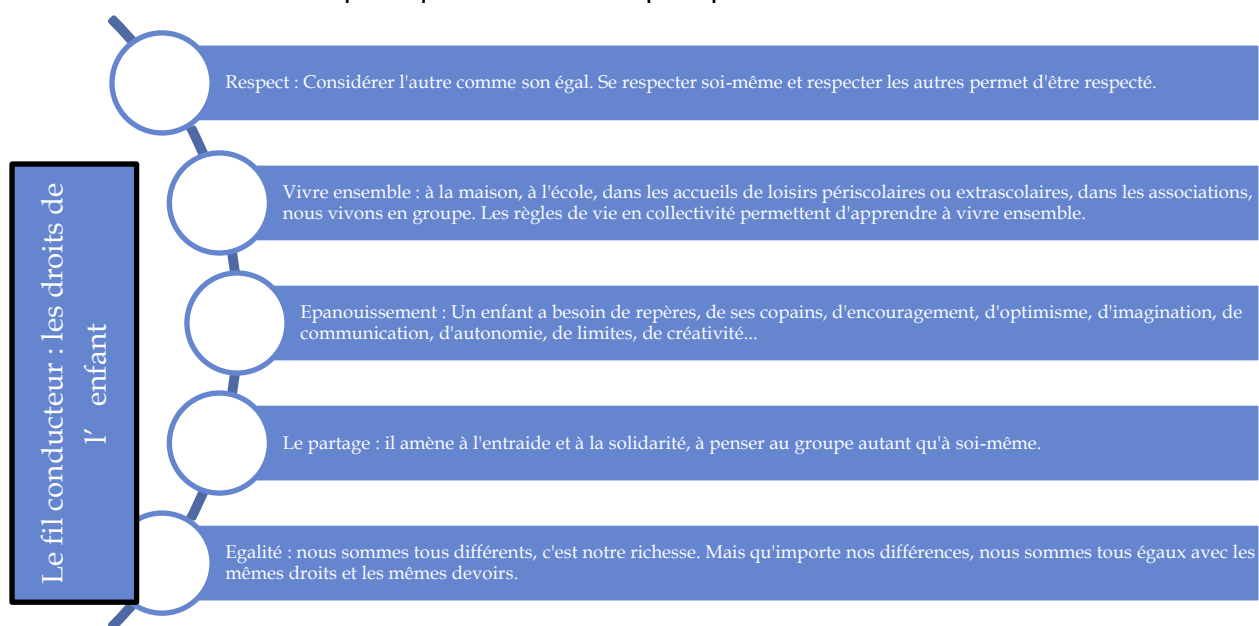 Respect : Considérer l'autre comme son égal. Se respecter soi-même et respecter les autres permet d'être respecté.
Vivre ensemble : à la maison, à l'école, dans les accueils de loisirs périscolaires ou extrascolaires, dans les associations,
nous vivons en groupe. Les règles de vie en collectivité permettent d'apprendre à vivre ensemble.
Epanouissement : Un enfant a besoin de repères, de ses copains, d'encouragement, d'optimisme, d'imagination, de
communication, d'autonomie, de limites, de créativité...
Le partage : il amène à l'entraide et à la solidarité, à penser au groupe autant qu'à soi-même.
Egalité : nous sommes tous différents, c'est notre richesse. Mais qu'importe nos différences, nous sommes tous égaux avec les
mêmes droits et les mêmes devoirs.
Le fil conducteur : les droits de
l’ enfant